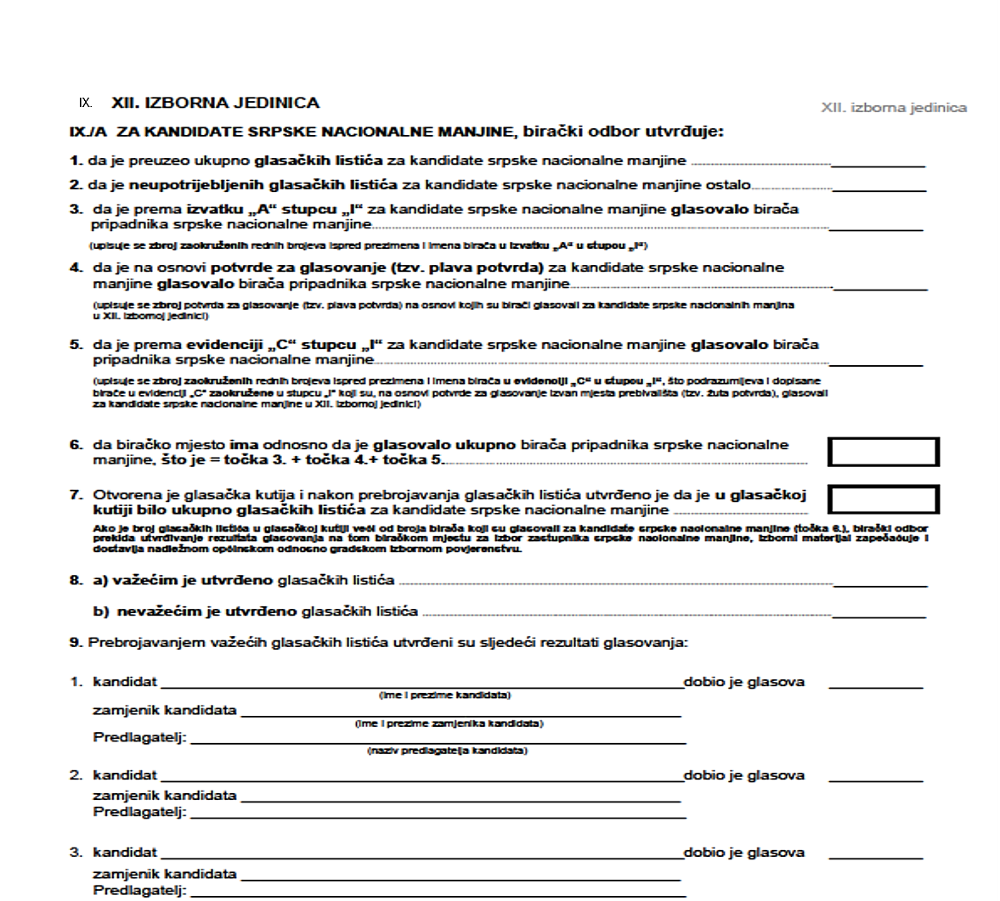 IX. XII. IZBORNA JEDINICA
XII. izborna jedinica
IX./A ZA KANDIDATE SRPSKE NACIONALNE MANJINE, birački odbor utvrđuje:
1. da je preuzeo ukupno glasačkih listića za kandidate srpske nacionalne manjine
2. da je neupotrijebljenih glasačkih listića za kandidate srpske nacionalne manjine ostalo
3. da je prema izvatku „A“ stupcu „I“ za kandidate srpske nacionalne manjine glasovalo birača
pripadnika srpske nacionalne manjine
(upisuje se zbroj zaokruženih rednih brojeva ispred prezimena i imena birača u izvatku „A“ u stupcu „I“)
4. da je na osnovi potvrde za glasovanje (tzv. plava potvrda) za kandidate srpske nacionalne
manjine glasovalo birača pripadnika srpske nacionalne manjine
(upisuje se zbroj potvrda za glasovanje (tzv. plava potvrda) na osnovi kojih su birači glasovali za kandidate srpske nacionalnih manjina
u XII. izbornoj jedinici)
5. da je prema evidenciji „C“ stupcu „I“ za kandidate srpske nacionalne manjine glasovalo birača
pripadnika srpske nacionalne manjine
(upisuje se zbroj zaokruženih rednih brojeva ispred prezimena i imena birača u evidenciji „C“ u stupcu „I“, što podrazumijeva i dopisane
birače u evidenciji „C“ zaokružene u stupcu „I“ koji su, na osnovi potvrde za glasovanje izvan mjesta prebivališta (tzv. žuta potvrda), glasovali
za kandidate srpske nacionalne manjine u XII. izbornoj jedinici)
6. da biračko mjesto ima odnosno da je glasovalo ukupno birača pripadnika srpske nacionalne
manjine, što je = točka 3. + točka 4.+ točka 5.
7. Otvorena je glasačka kutija i nakon prebrojavanja glasačkih listića utvrđeno je da je u glasačkoj
kutiji bilo ukupno glasačkih listića za kandidate srpske nacionalne manjine
Ako je broj glasačkih listića u glasačkoj kutiji veći od broja birača koji su glasovali za kandidate srpske nacionalne manjine (točka 6.), birački odbor
prekida utvrđivanje rezultata glasovanja na tom biračkom mjestu za izbor zastupnika srpske nacionalne manjine, izborni materijal zapečaćuje i
dostavlja nadležnom općinskom odnosno gradskom izbornom povjerenstvu.
8. a) važećim je utvrđeno glasačkih listića
b) nevažećim je utvrđeno glasačkih listića
9. Prebrojavanjem važećih glasačkih listića utvrđeni su sljedeći rezultati glasovanja:
1. kandidat dobio je glasova
(ime i prezime kandidata)
zamjenik kandidata
(ime i prezime zamjenika kandidata)
Predlagatelj:
(naziv predlagatelja kandidata)
2. kandidat dobio je glasova
zamjenik kandidata
Predlagatelj:
3. kandidat dobio je glasova
zamjenik kandidata
Predlagatelj: